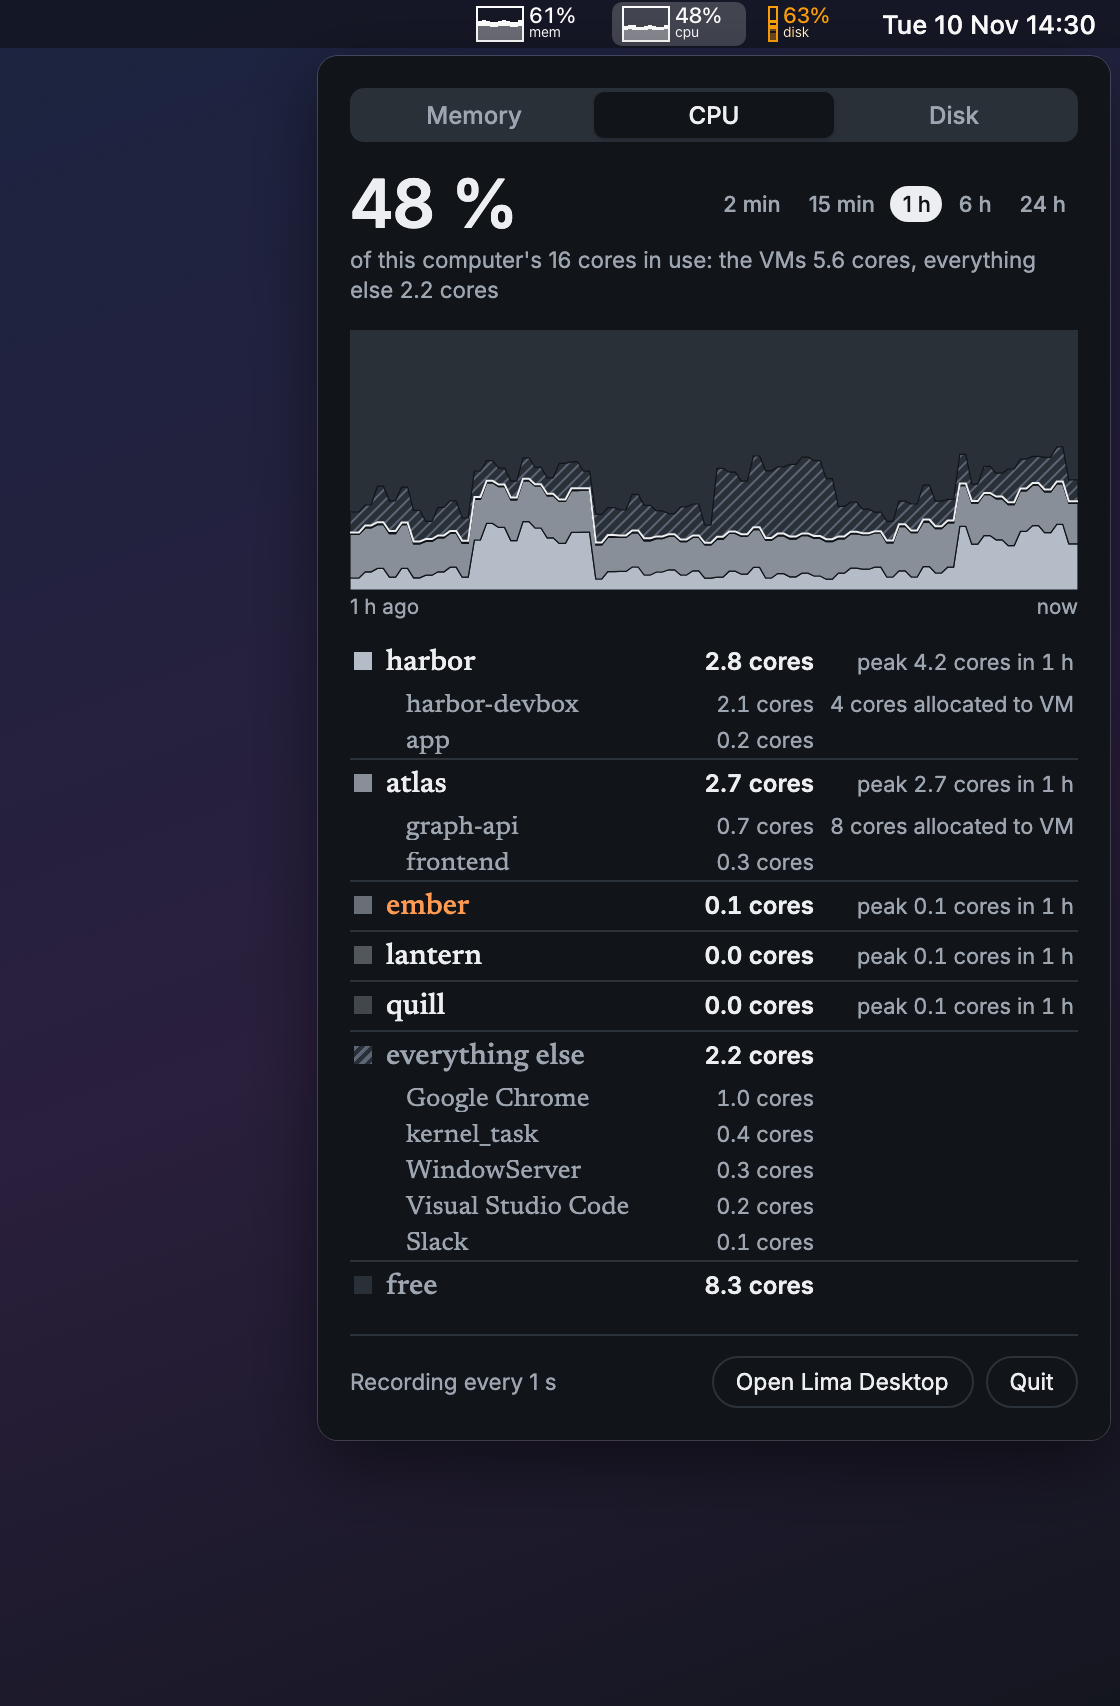 61%
mem
48%
cpu
63%
disk
Tue 10 Nov 14:30
Memory
CPU
Disk
48 %
2 min
15 min
1 h
6 h
24 h
of this computer's 16 cores in use: the VMs 5.6 cores, everything
else 2.2 cores
1 h ago
now
harbor 2.8 cores peak 4.2 cores in 1 h
harbor-devbox 2.1 cores 4 cores allocated to VM
app 0.2 cores
atlas 2.7 cores peak 2.7 cores in 1 h
graph-api 0.7 cores 8 cores allocated to VM
frontend 0.3 cores
ember 0.1 cores peak 0.1 cores in 1 h
lantern 0.0 cores peak 0.1 cores in 1 h
quill 0.0 cores peak 0.1 cores in 1 h
everything else 2.2 cores
Google Chrome 1.0 cores
kernel_task 0.4 cores
WindowServer 0.3 cores
Visual Studio Code 0.2 cores
Slack 0.1 cores
free 8.3 cores
Recording every 1 s
Open Lima Desktop
Quit